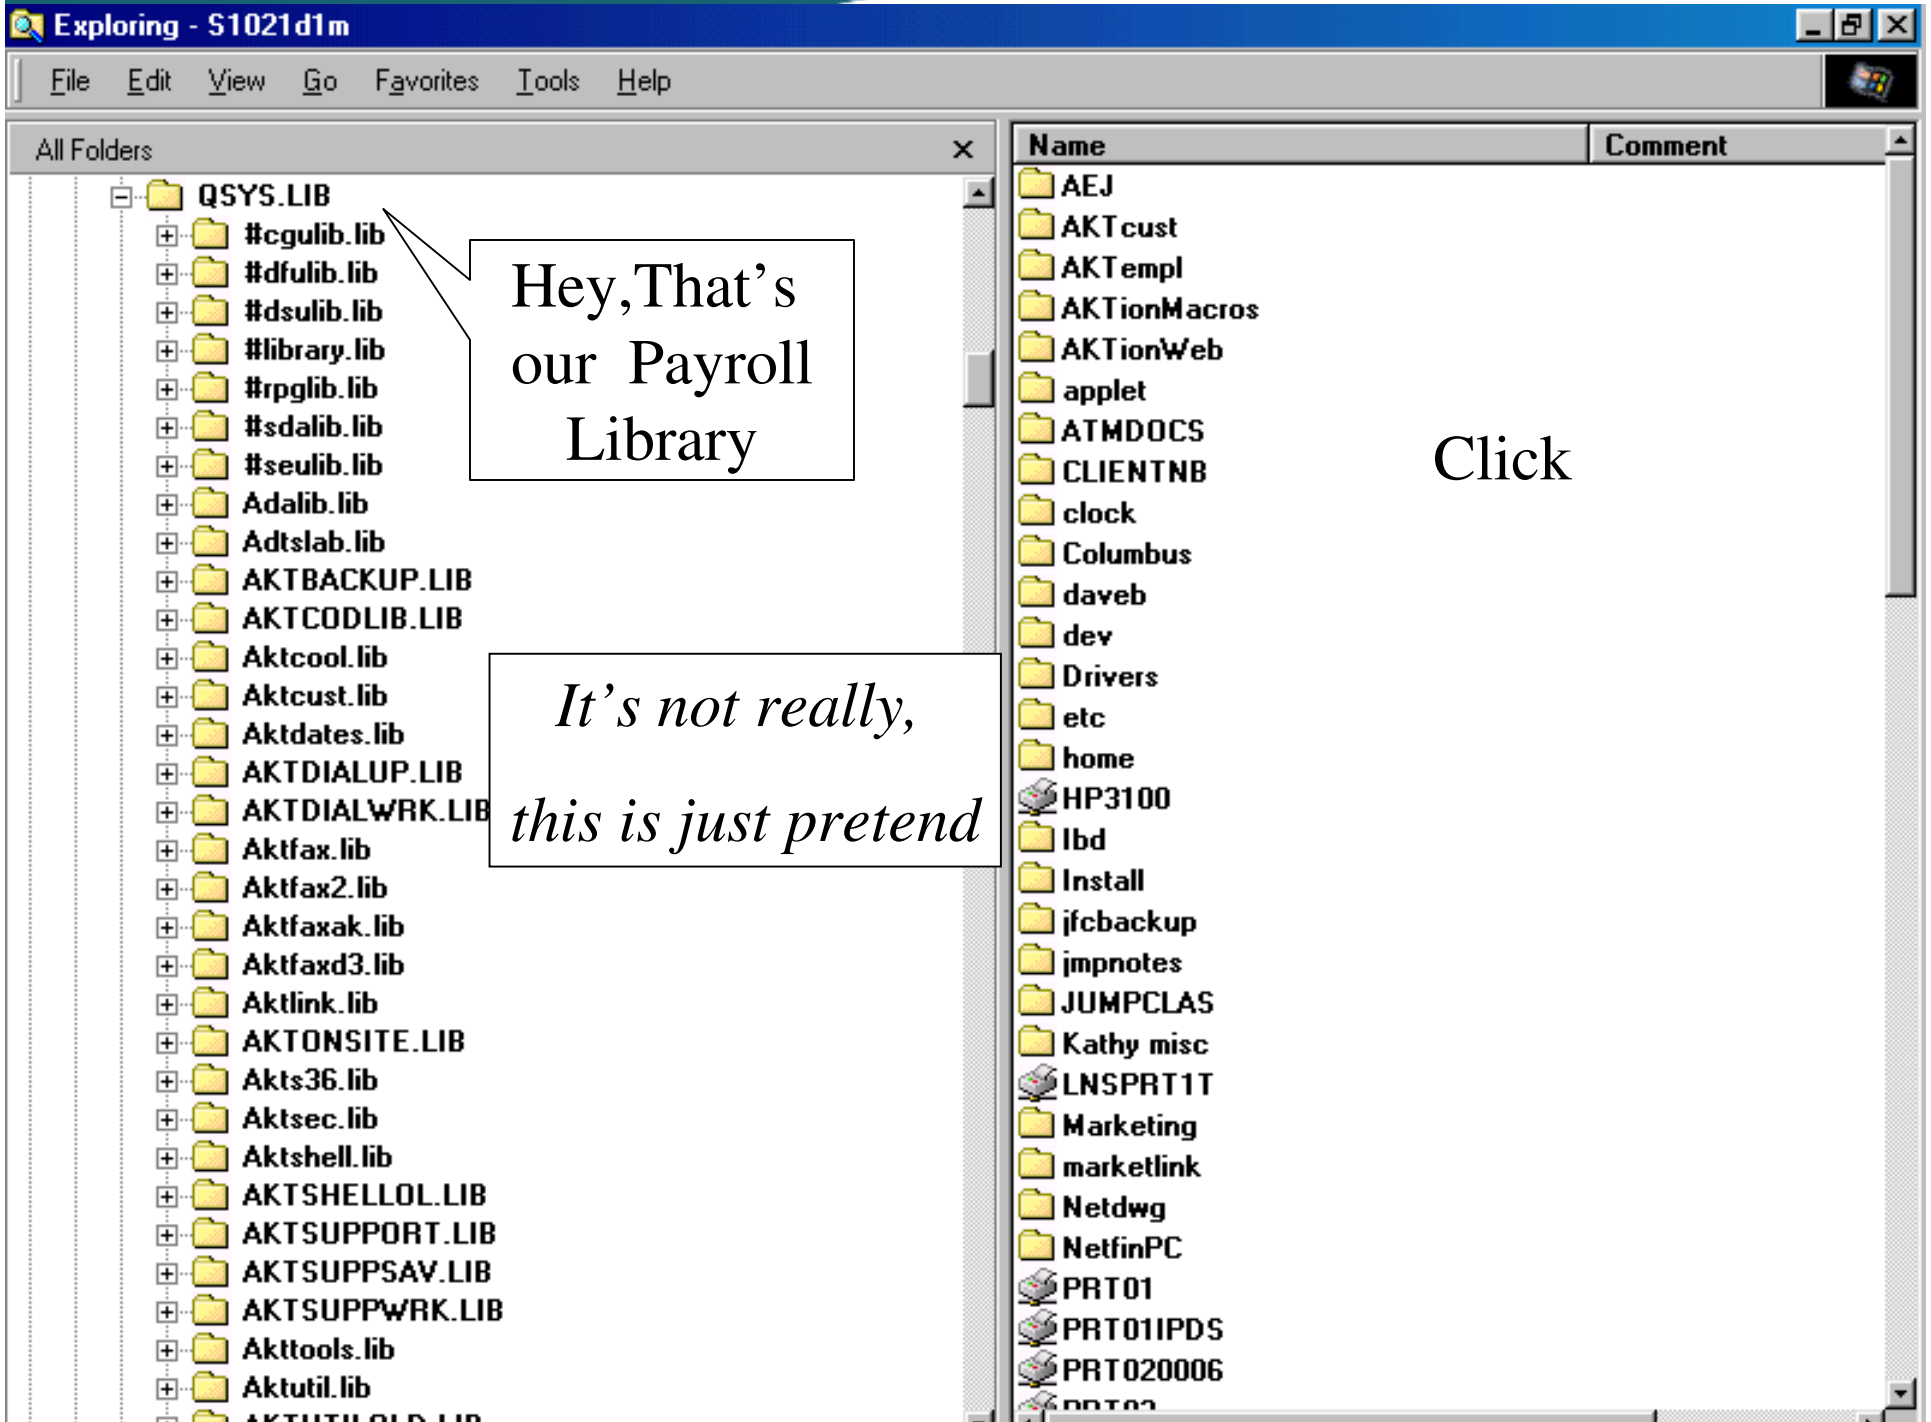 Exploring - S1021d1m
File Edit View Go Favorites Tools Help
All Folders
QSYS.LIB
#cgulib.lib
#dfulib.lib
#dsulib.lib
#library.lib
#rpglib.lib
#sdalib.lib
#seulib.lib
Adalib.lib
Adtslab.lib
AKTBACKUP.LIB
AKTCODLIB.LIB
Aktcool.lib
Aktcust.lib
Aktdates.lib
AKTDIALUP.LIB
AKTDIALWRK.LIB
Aktfax.lib
Aktfax2.lib
Aktfaxak.lib
Aktfaxd3.lib
Aktlink.lib
AKTONSITE.LIB
Akts36.lib
Aktsec.lib
Aktshell.lib
AKTSHELLOL.LIB
AKTSUPPORT.LIB
AKTSUPPSAV.LIB
AKTSUPPWRK.LIB
Akttools.lib
Aktutil.lib
Hey,That's
our Payroll
Library
It's not really,
this is just pretend
Name Comment
AEJ
AKTcust
AKTempl
AKTionMacros
AKTionWeb
applet
ATMDOCS
CLIENTNB
clock
Columbus
daveb
dev
Drivers
etc
home
HP3100
Ibd
Install
jfcbackup
jmpnotes
JUMPCLAS
Kathy misc
LNSPRT1T
Marketing
marketlink
Netdwg
NetfinPC
PRT01
PRT01IPDS
PRT020006
Click